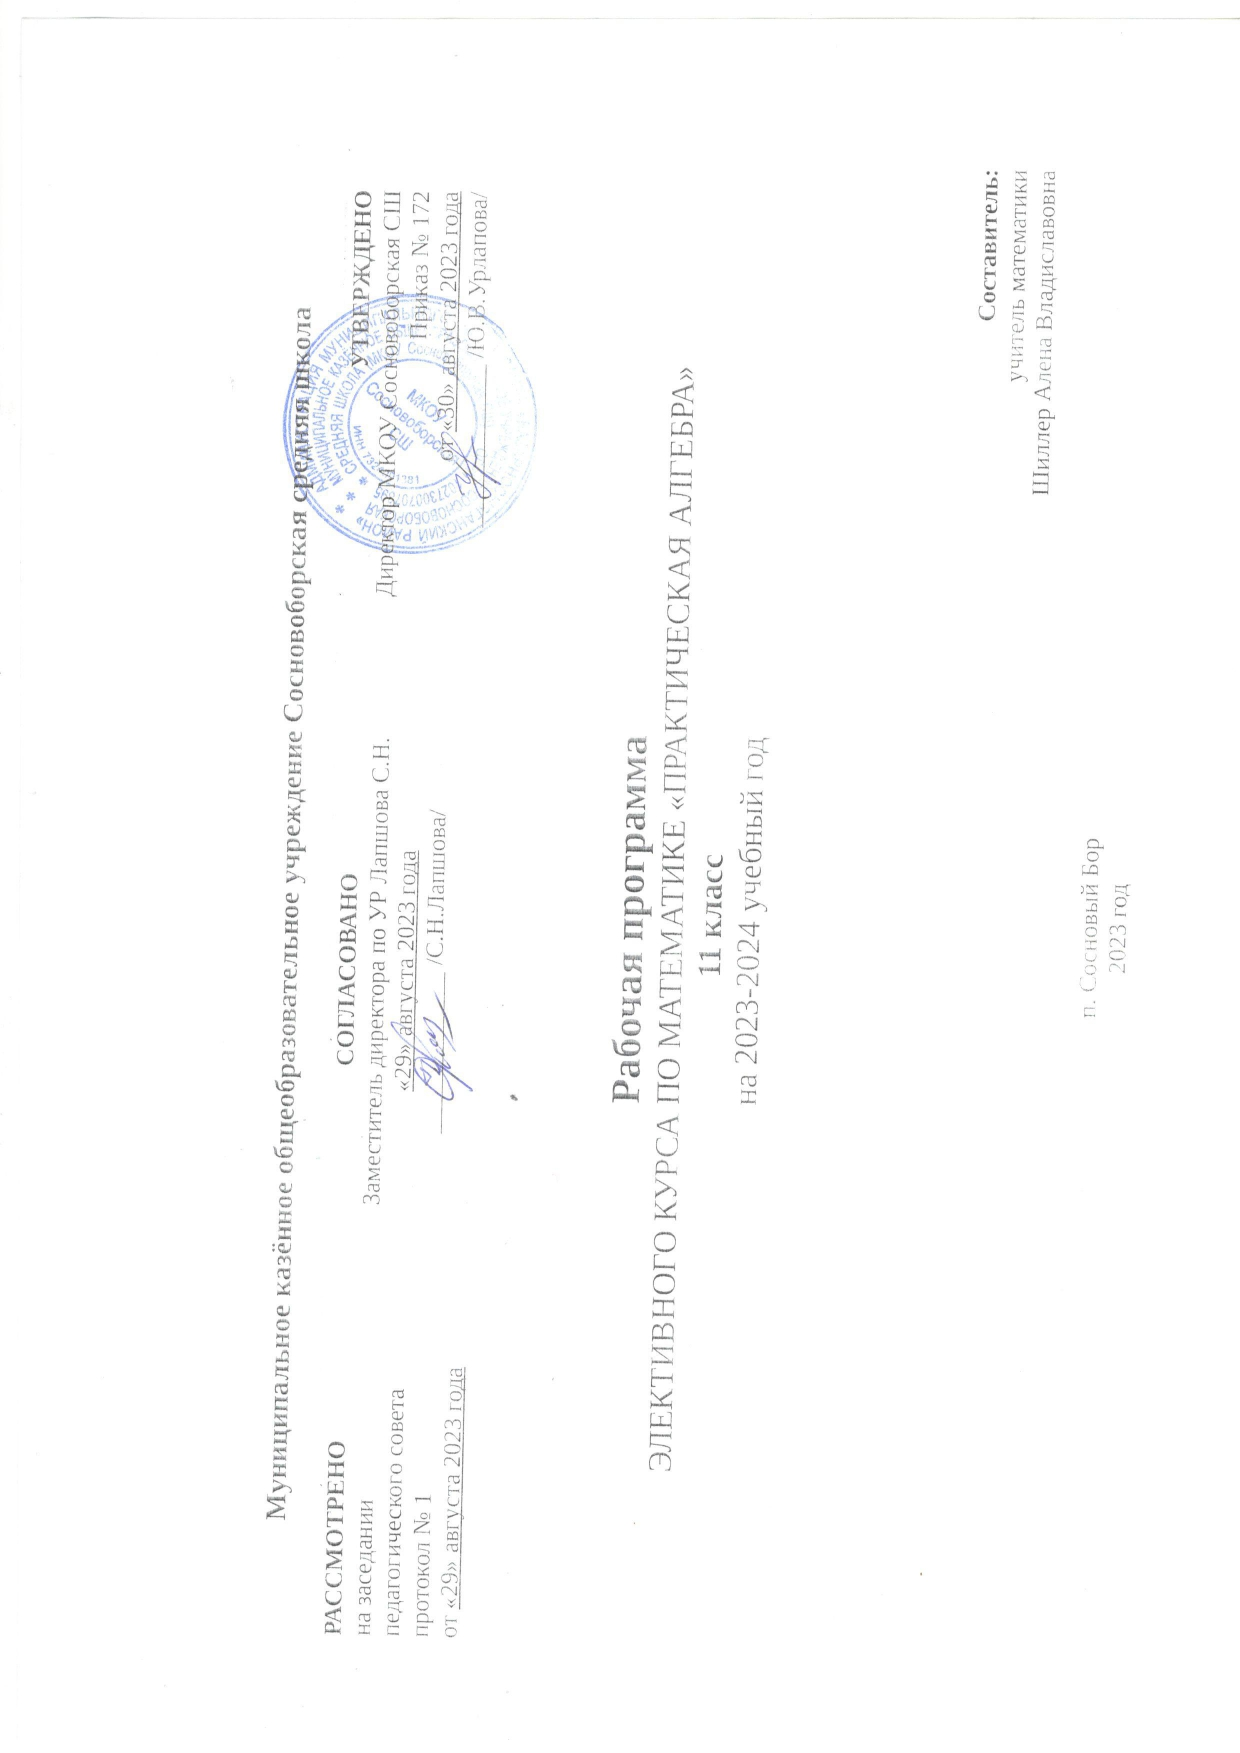 Муниципальное казённое общеобразовательное учреждение Сосновоборская средняя школа
РАССМОТРЕНО
на заседании
педагогического совета
протокол № 1
от «29» августа 2023 года
СОГЛАСОВАНО
Заместитель директора по УР Лапшова С.Н.
«29» августа 2023 года
/С.Н.Лапшова/
УТВЕРЖДЕНО
Директор МКОУ Сосновоборская СШ
Приказ № 172
от «30» августа 2023 года
/Ю.В.Урлапова/
МКОУ
Сосновоборская
СШ
Рабочая программа
ЭЛЕКТИВНОГО КУРСА ПО МАТЕМАТИКЕ «ПРАКТИЧЕСКАЯ АЛГЕБРА»
11 класс
на 2023-2024 учебный год
Составитель:
учитель математики
Шиллер Алена Владиславовна
п. Сосновый Бор
2023 год